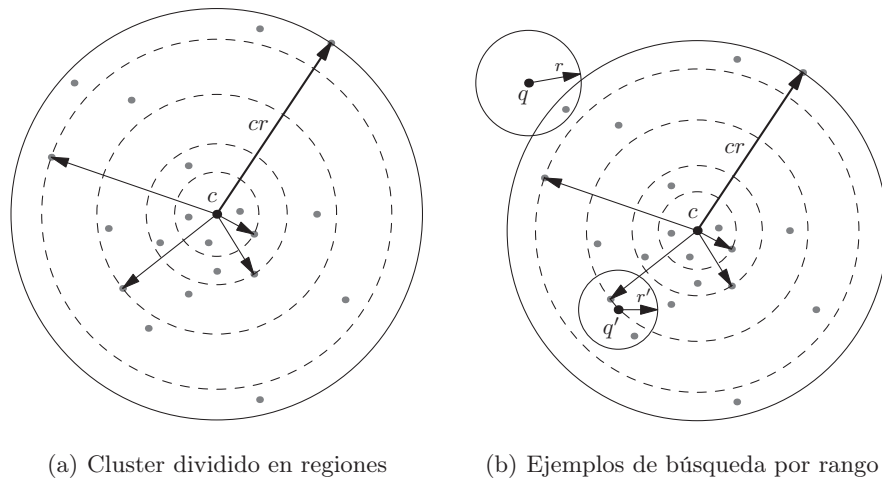 cr
c
r
q
cr
c
r'
q'
(a) Cluster dividido en regiones
(b) Ejemplos de búsqueda por rango